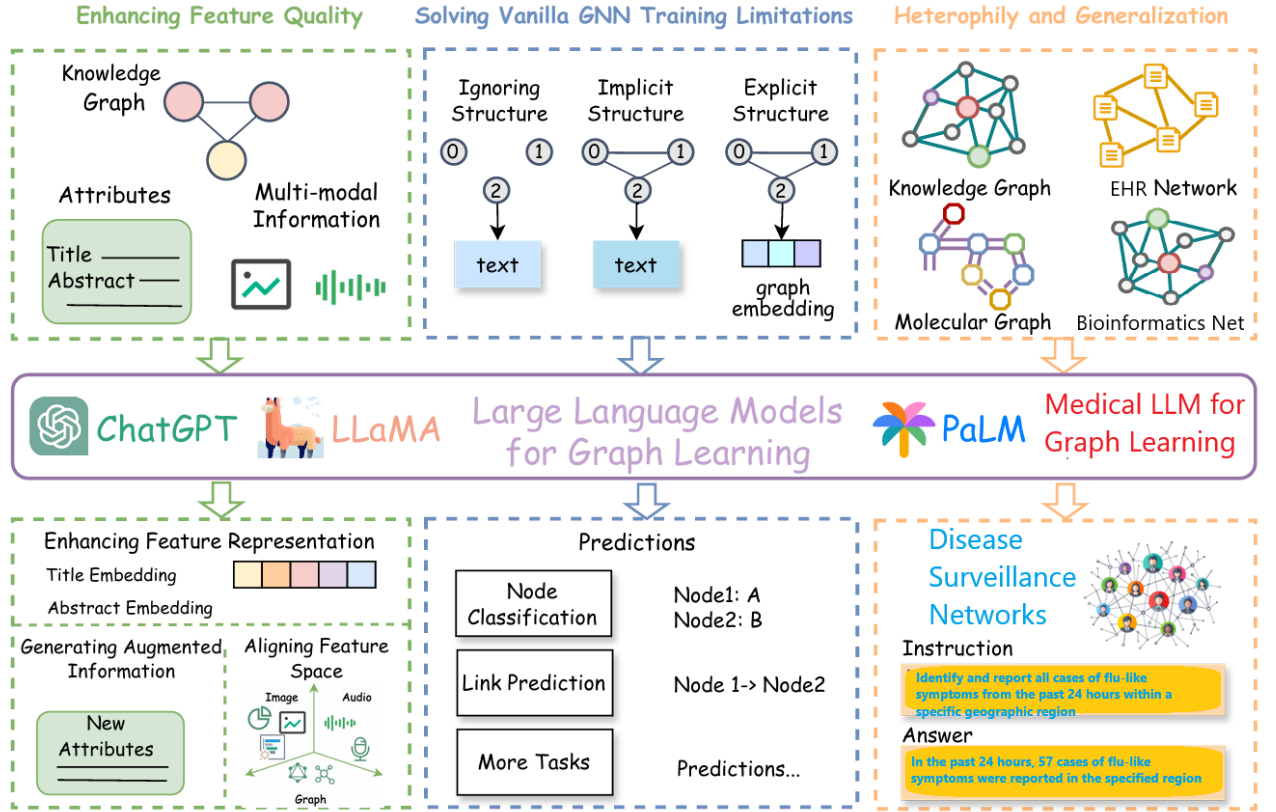 Enhancing Feature Quality
Solving Vanilla GNN Training Limitations
Heterophily and Generalization
Knowledge
Graph
Attributes
Title
Abstract
Multi-modal
Information
Ignoring
Structure
0
1
2
text
Implicit
Structure
0
1
2
text
Explicit
Structure
0
1
2
graph
embedding
Knowledge Graph
EHR Network
Molecular Graph
Bioinformatics Net
ChatGPT
LLaMA
Large Language Models
for Graph Learning
PaLM
Medical LLM for
Graph Learning
Enhancing Feature Representation
Title Embedding
Abstract Embedding
Generating Augmented
Information
New
Attributes
Aligning Feature
Space
Image
Audio
Graph
Predictions
Node
Classification
Node1: A
Node2: B
Link Prediction
Node 1-> Node2
More Tasks
Predictions...
Disease
Surveillance
Networks
Instruction
Identify and report all cases of flu-like
symptoms from the past 24 hours within a
specific geographic region
Answer
In the past 24 hours, 57 cases of flu-like
symptoms were reported in the specified region